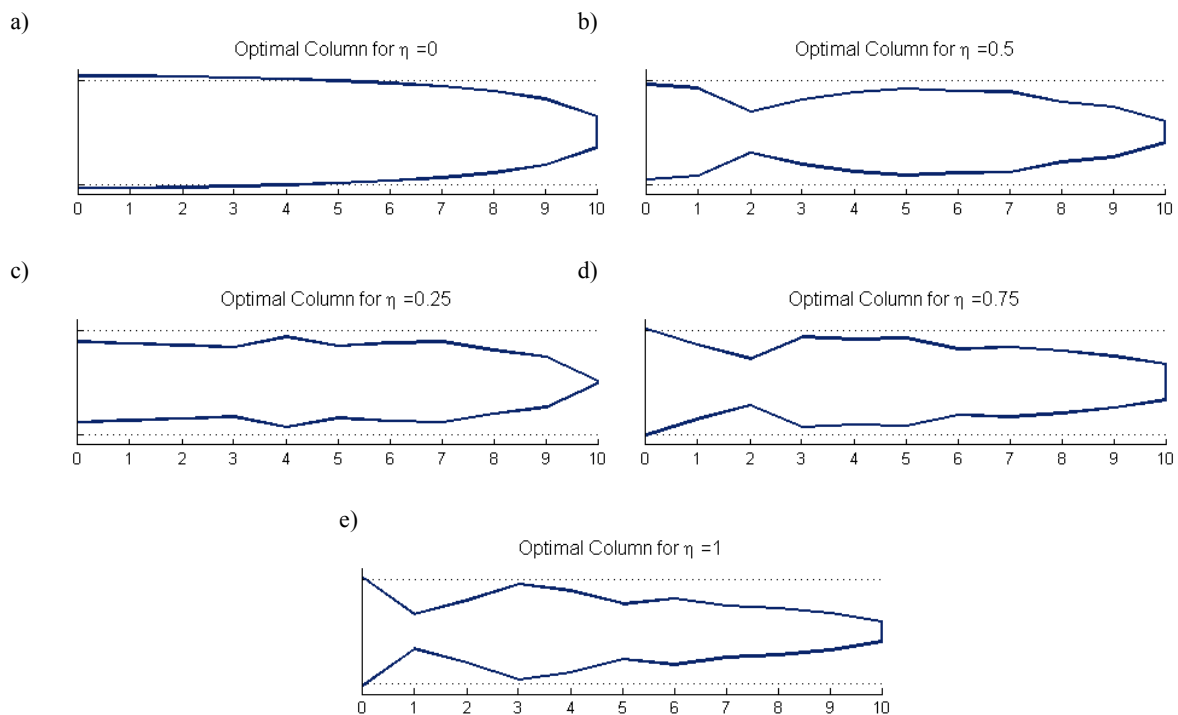 a)
Optimal Column for η =0
0 1 2 3 4 5 6 7 8 9 10
b)
Optimal Column for η =0.5
0 1 2 3 4 5 6 7 8 9 10
c)
Optimal Column for η =0.25
0 1 2 3 4 5 6 7 8 9 10
d)
Optimal Column for η =0.75
0 1 2 3 4 5 6 7 8 9 10
e)
Optimal Column for η =1
0 1 2 3 4 5 6 7 8 9 10